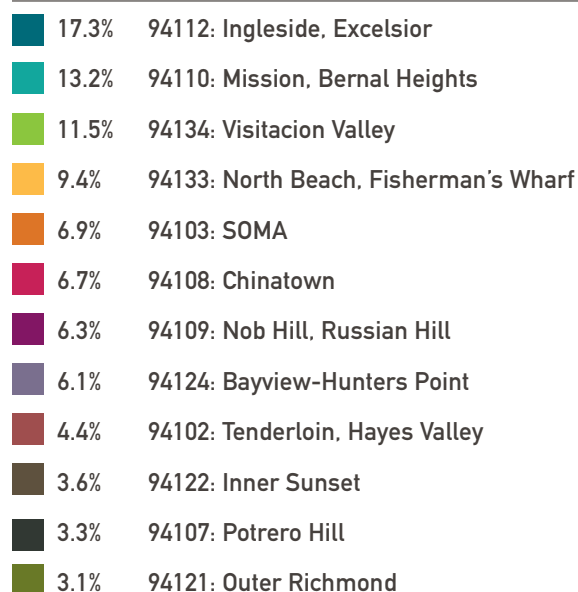 17.3% 94112: Ingleside, Excelsior
13.2% 94110: Mission, Bernal Heights
11.5% 94134: Visitacion Valley
9.4% 94133: North Beach, Fisherman’s Wharf
6.9% 94103: SOMA
6.7% 94108: Chinatown
6.3% 94109: Nob Hill, Russian Hill
6.1% 94124: Bayview-Hunters Point
4.4% 94102: Tenderloin, Hayes Valley
3.6% 94122: Inner Sunset
3.3% 94107: Potrero Hill
3.1% 94121: Outer Richmond